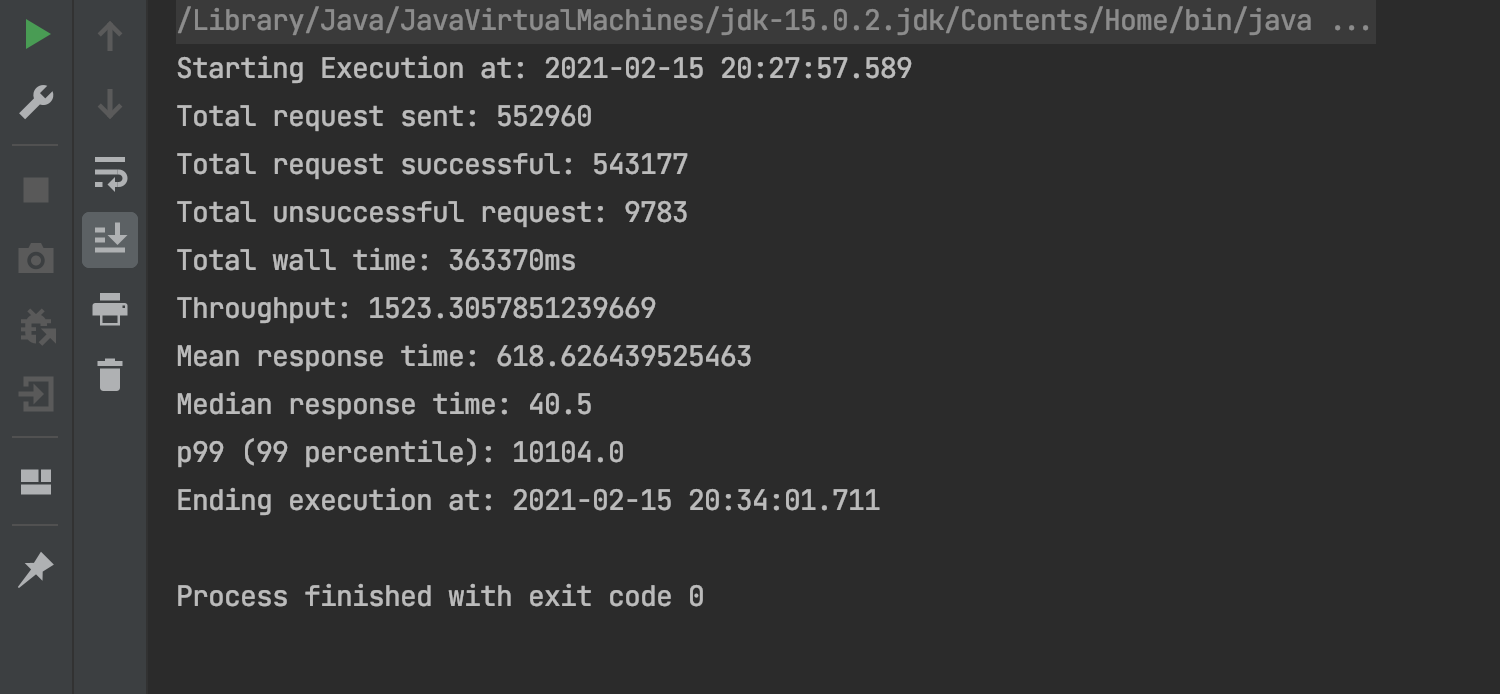 /Library/Java/JavaVirtualMachines/jdk-15.0.2.jdk/Contents/Home/bin/java ...
Starting Execution at: 2021-02-15 20:27:57.589
Total request sent: 552960
Total request successful: 543177
Total unsuccessful request: 9783
Total wall time: 363370ms
Throughput: 1523.3057851239669
Mean response time: 618.626439525463
Median response time: 40.5
p99 (99 percentile): 10104.0
Ending execution at: 2021-02-15 20:34:01.711
Process finished with exit code 0